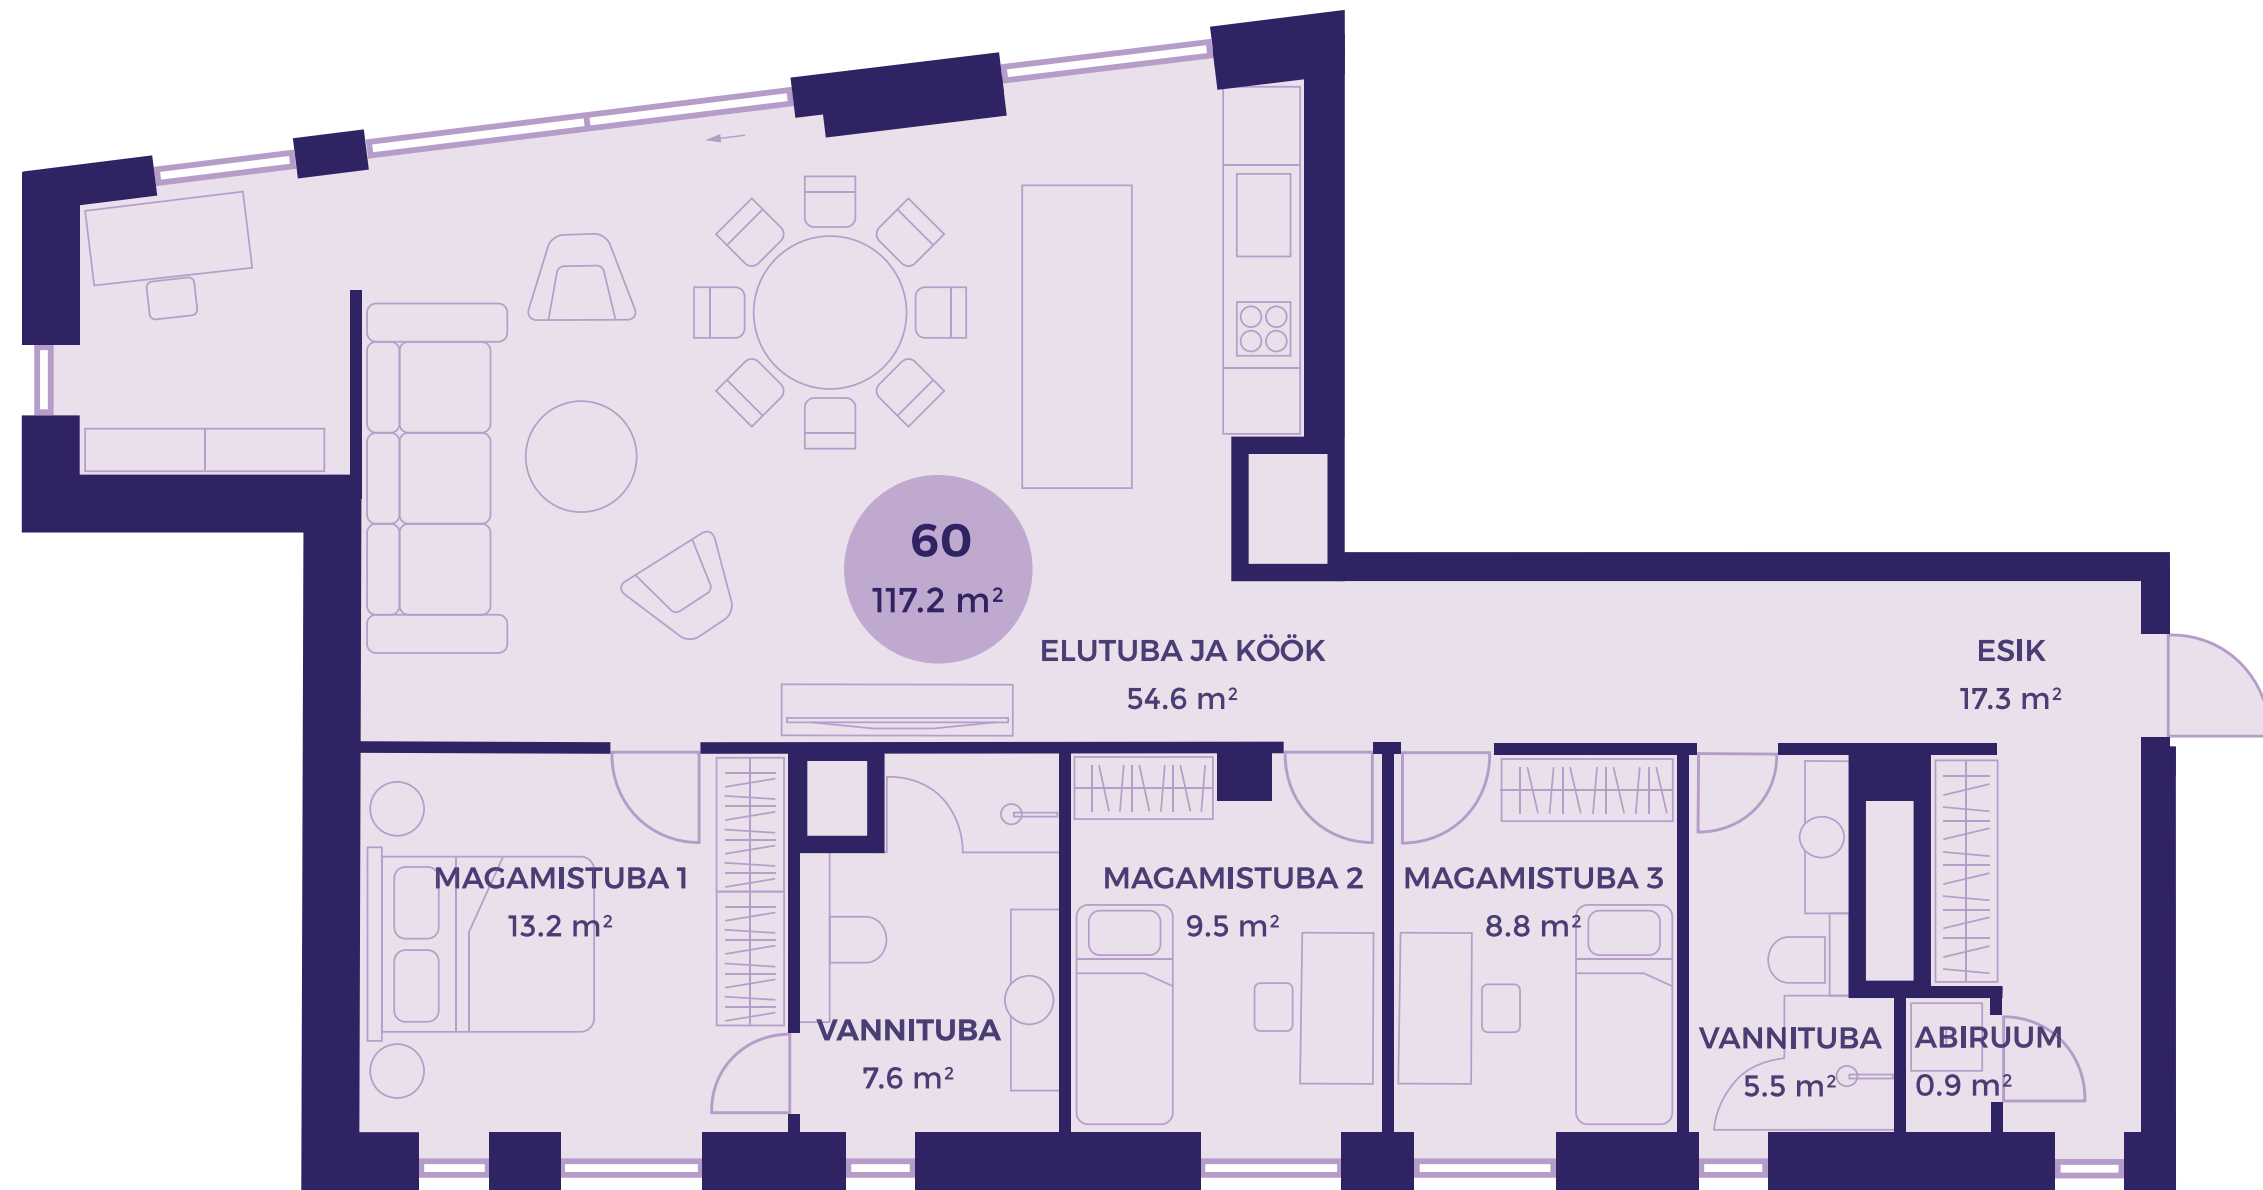 60
117.2 m²
ELUTUBA JA KÖÖK
54.6 m²
ESIK
17.3 m²
MAGAMISTUBA 1
13.2 m²
VANNITUBA
7.6 m²
MAGAMISTUBA 2
9.5 m²
MAGAMISTUBA 3
8.8 m²
VANNITUBA
5.5 m²
ABIRUUM
0.9 m²